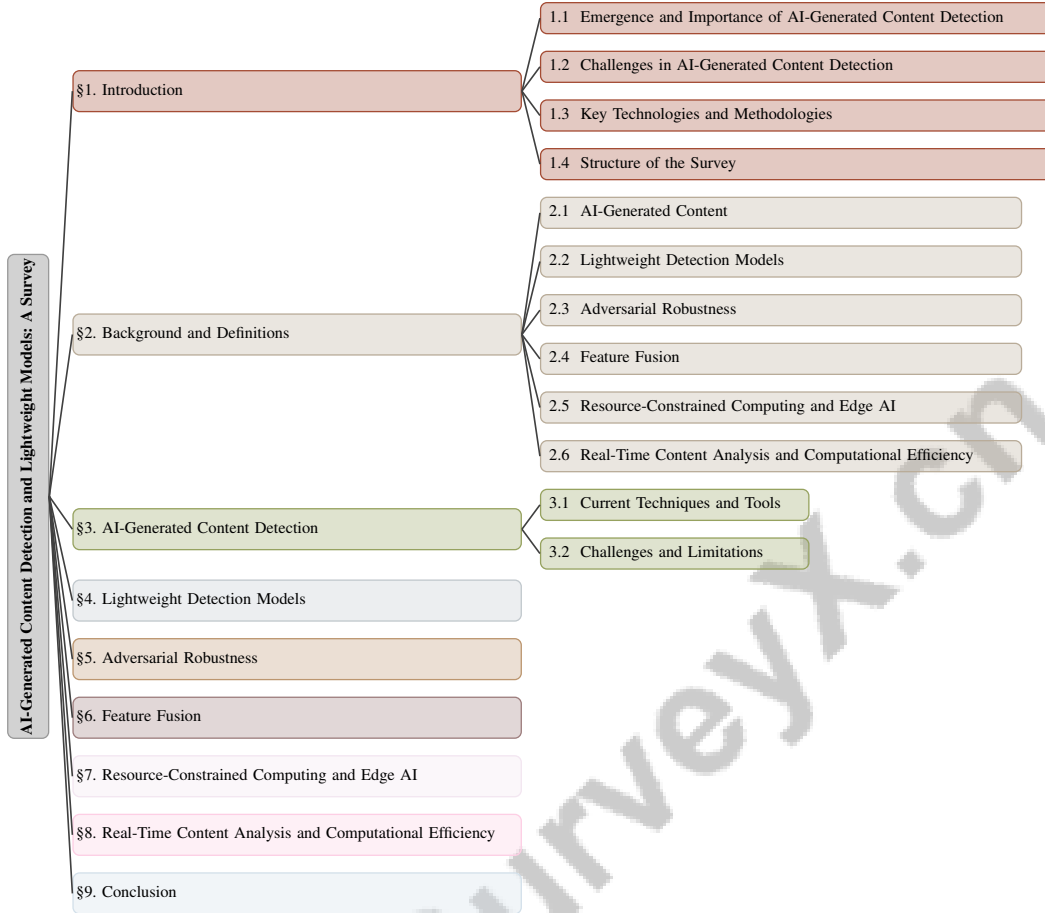 AI-Generated Content Detection and Lightweight Models: A Survey
§1. Introduction
1.1 Emergence and Importance of AI-Generated Content Detection
1.2 Challenges in AI-Generated Content Detection
1.3 Key Technologies and Methodologies
1.4 Structure of the Survey
§2. Background and Definitions
2.1 AI-Generated Content
2.2 Lightweight Detection Models
2.3 Adversarial Robustness
2.4 Feature Fusion
2.5 Resource-Constrained Computing and Edge AI
2.6 Real-Time Content Analysis and Computational Efficiency
§3. AI-Generated Content Detection
3.1 Current Techniques and Tools
3.2 Challenges and Limitations
§4. Lightweight Detection Models
§5. Adversarial Robustness
§6. Feature Fusion
§7. Resource-Constrained Computing and Edge AI
§8. Real-Time Content Analysis and Computational Efficiency
§9. Conclusion
urveyx.cn